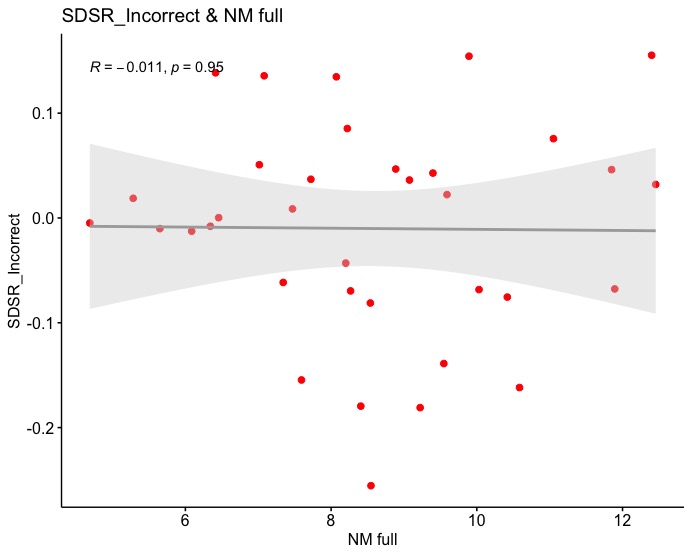 SDSR_Incorrect & NM full
R = −0.011, p = 0.95
0.1
0.0
-0.1
-0.2
SDSR_Incorrect
6 8 10 12
NM full